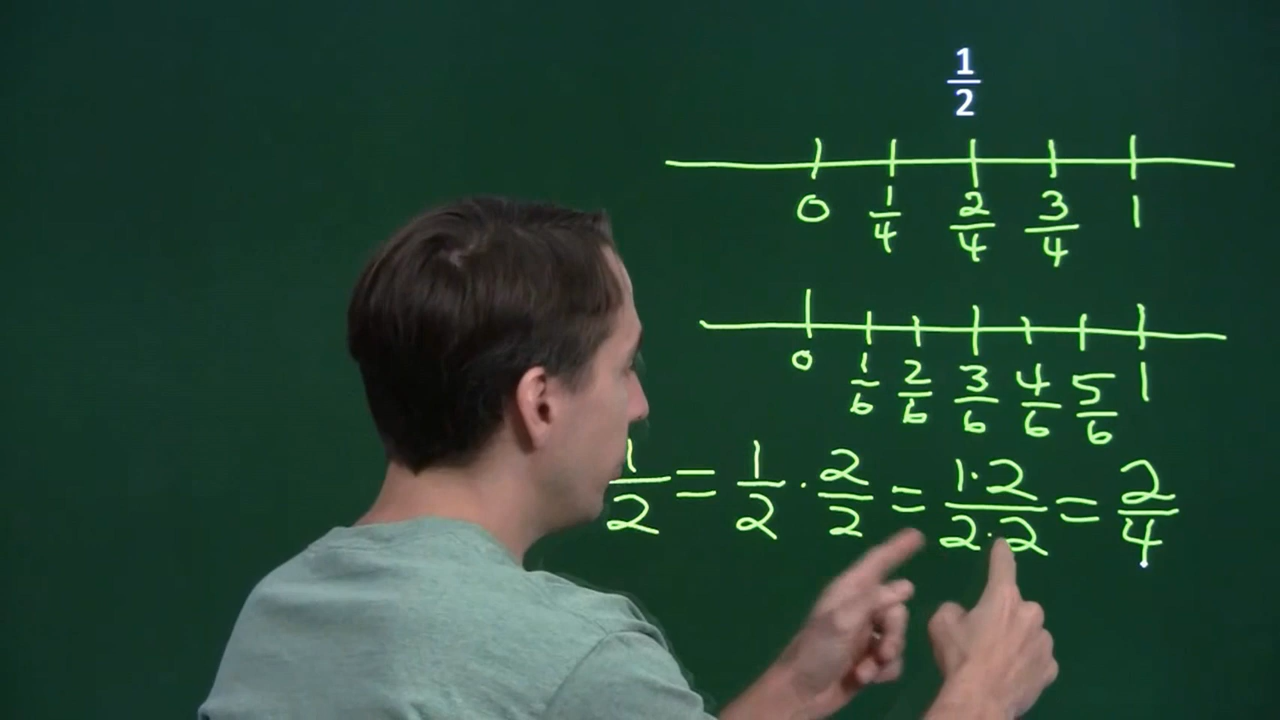 1/2
0 1/4 2/4 3/4 1
0 1/6 2/6 3/6 4/6 5/6 1
1/2 = 1/2 · 2/2 = 1·2/2·2 = 2/4